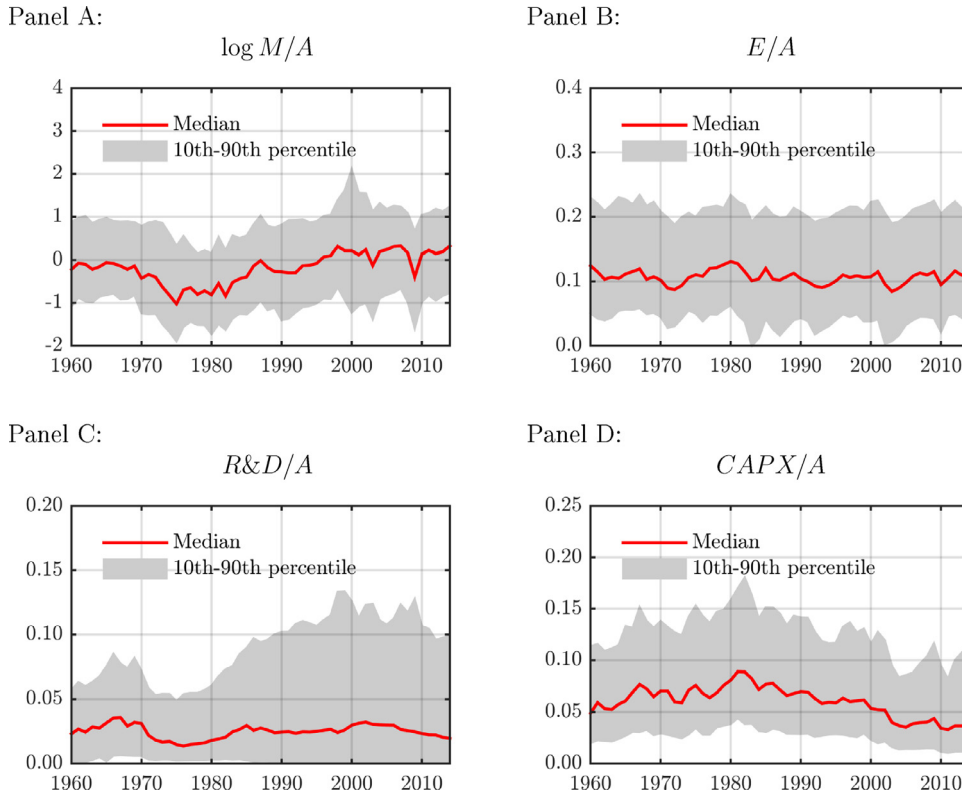 Panel A:
log M/A
4
3
2
1
0
-1
-2
Median
10th-90th percentile
1960 1970 1980 1990 2000 2010
Panel B:
E/A
0.4
0.3
0.2
0.1
0.0
Median
10th-90th percentile
1960 1970 1980 1990 2000 2010
Panel C:
R&D/A
0.20
0.15
0.10
0.05
0.00
Median
10th-90th percentile
1960 1970 1980 1990 2000 2010
Panel D:
CAPX/A
0.25
0.20
0.15
0.10
0.05
0.00
Median
10th-90th percentile
1960 1970 1980 1990 2000 2010